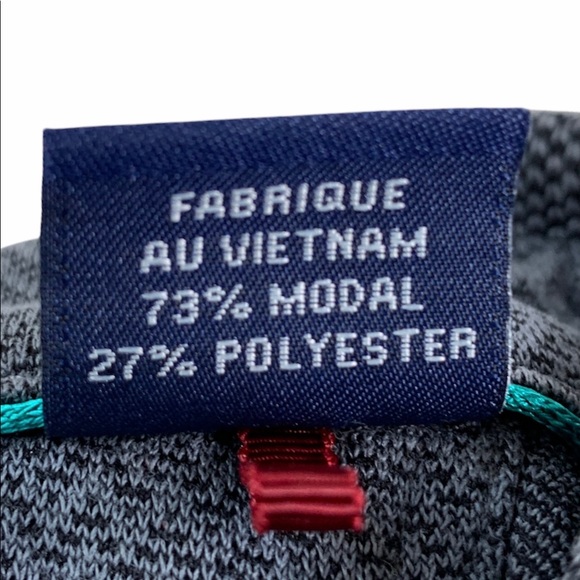 FABRIQUE
AU VIETNAM
73% MODAL
27% POLYESTER